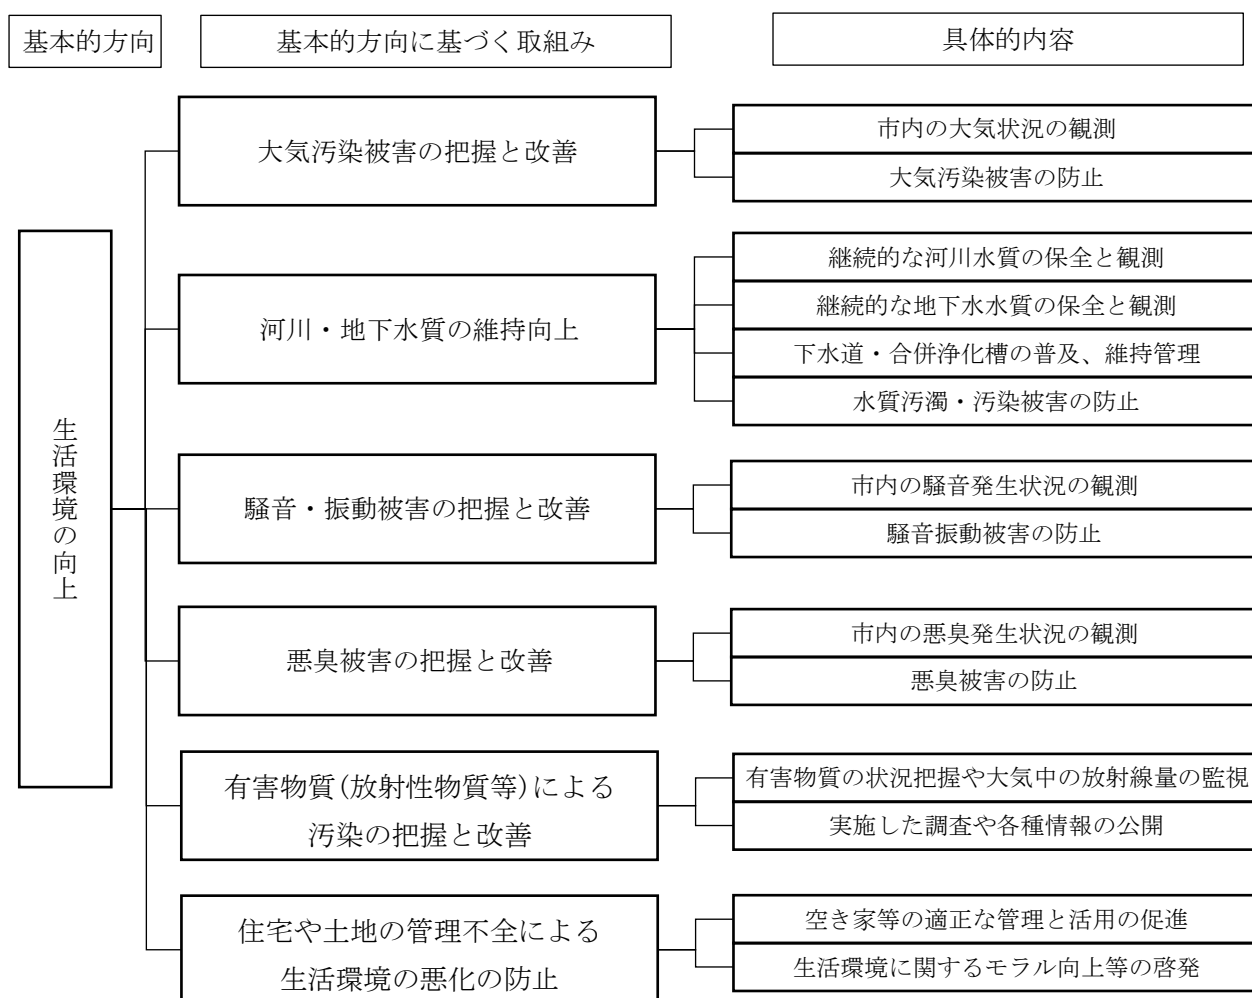 基本的方向
基本的方向に基づく取組み
具体的内容
生活環境の向上
大気汚染被害の把握と改善
市内の大気状況の観測
大気汚染被害の防止
河川・地下水質の維持向上
継続的な河川水質の保全と観測
継続的な地下水水質の保全と観測
下水道・合併浄化槽の普及、維持管理
水質汚濁・汚染被害の防止
騒音・振動被害の把握と改善
市内の騒音発生状況の観測
騒音振動被害の防止
悪臭被害の把握と改善
市内の悪臭発生状況の観測
悪臭被害の防止
有害物質(放射性物質等)による
汚染の把握と改善
有害物質の状況把握や大気中の放射線量の監視
実施した調査や各種情報の公開
住宅や土地の管理不全による
生活環境の悪化の防止
空き家等の適正な管理と活用の促進
生活環境に関するモラル向上等の啓発